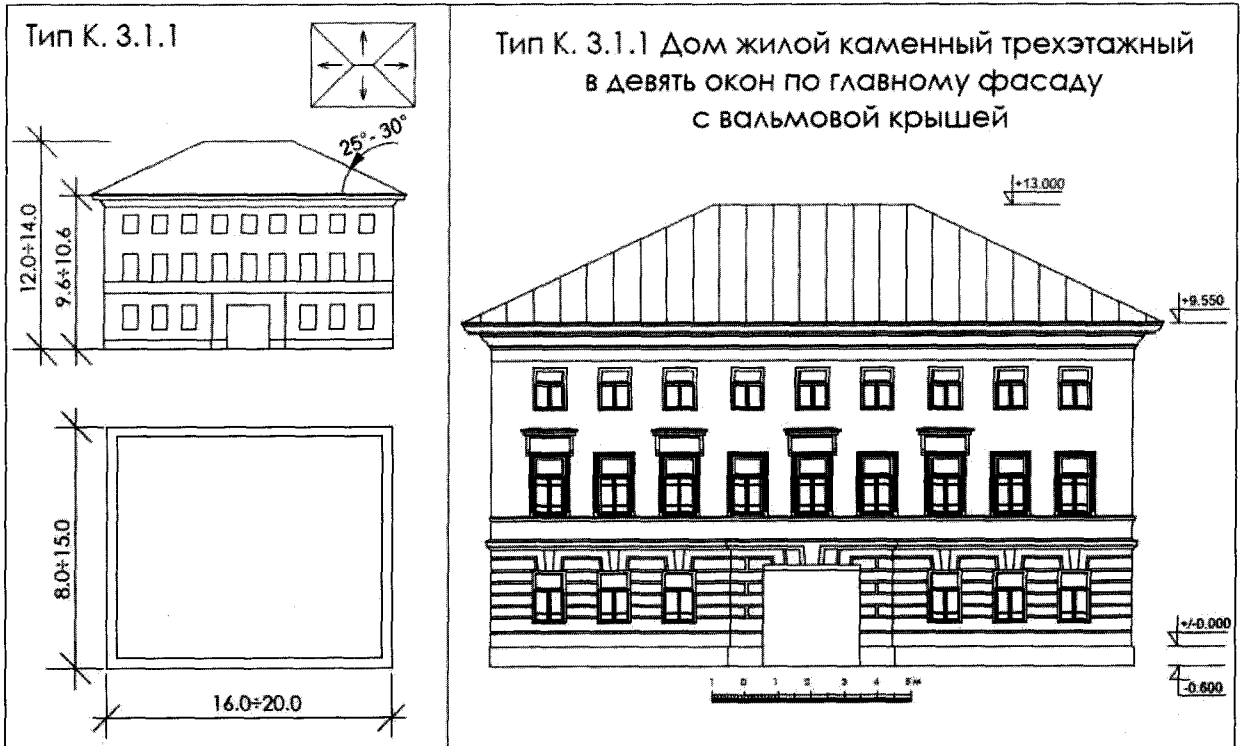 Тип К. 3.1.1
25°- 30°
12.0÷14.0
9.6÷10.6
8.0÷15.0
16.0÷20.0
Тип К. 3.1.1 Дом жилой каменный трехэтажный
в девять окон по главному фасаду
с вальмовой крышей
+13.000
+9.550
+/-0.000
-0.600
1 0 1 2 3 4 5м